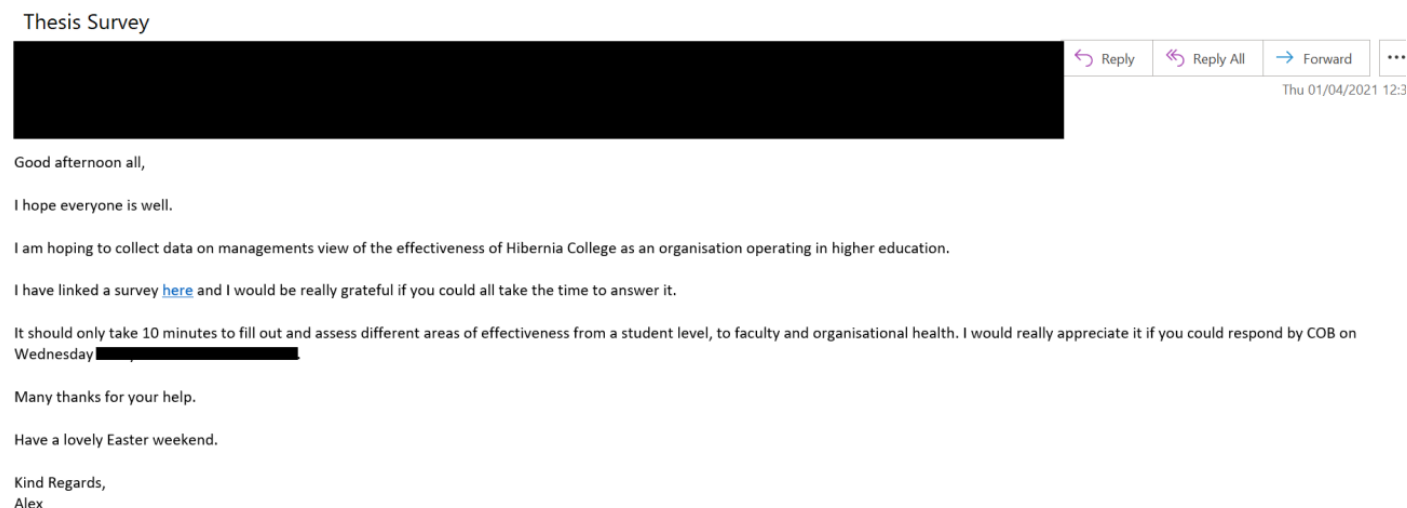 Thesis Survey
Reply
Reply All
Forward
Thu 01/04/2021 12:3
Good afternoon all,
I hope everyone is well.
I am hoping to collect data on managements view of the effectiveness of Hibernia College as an organisation operating in higher education.
I have linked a survey here and I would be really grateful if you could all take the time to answer it.
It should only take 10 minutes to fill out and assess different areas of effectiveness from a student level, to faculty and organisational health. I would really appreciate it if you could respond by COB on
Wednesday
Many thanks for your help.
Have a lovely Easter weekend.
Kind Regards,
Alex